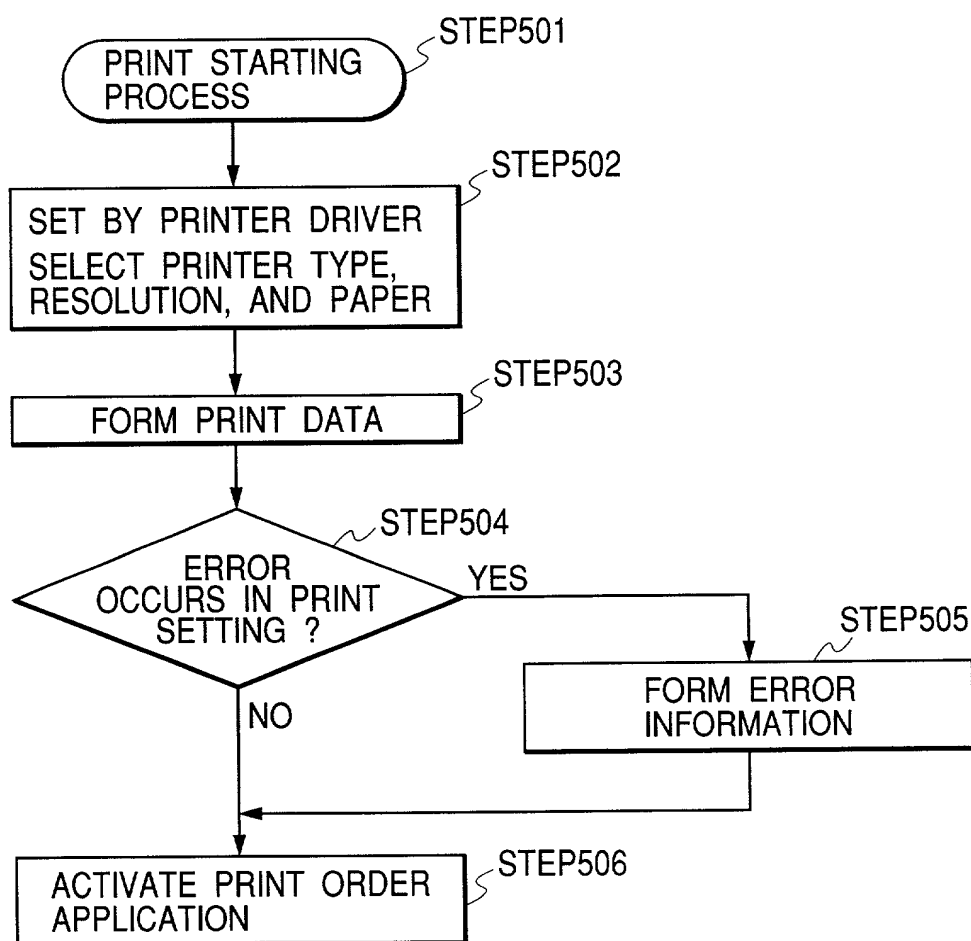 STEP501
PRINT STARTING
PROCESS
STEP502
SET BY PRINTER DRIVER
SELECT PRINTER TYPE,
RESOLUTION, AND PAPER
STEP503
FORM PRINT DATA
STEP504
ERROR
OCCURS IN PRINT
SETTING ?
YES
NO
STEP505
FORM ERROR
INFORMATION
STEP506
ACTIVATE PRINT ORDER
APPLICATION